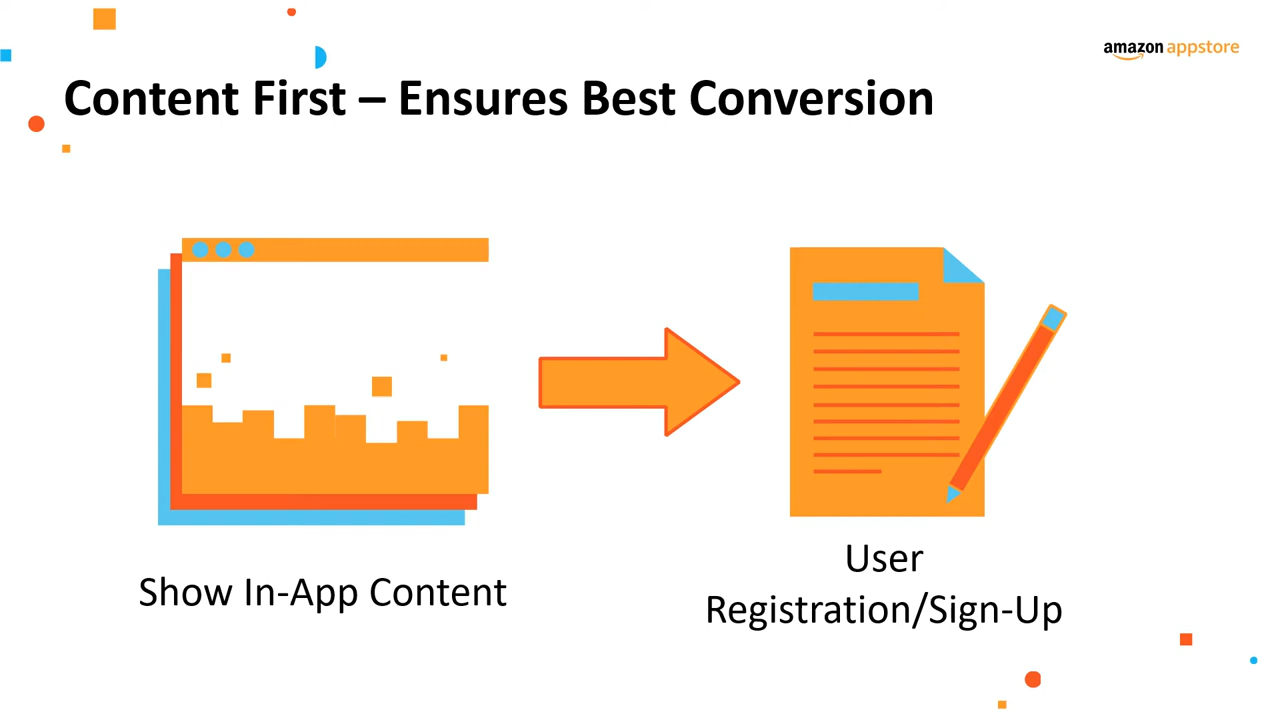 amazon appstore
Content First – Ensures Best Conversion
Show In-App Content
User
Registration/Sign-Up